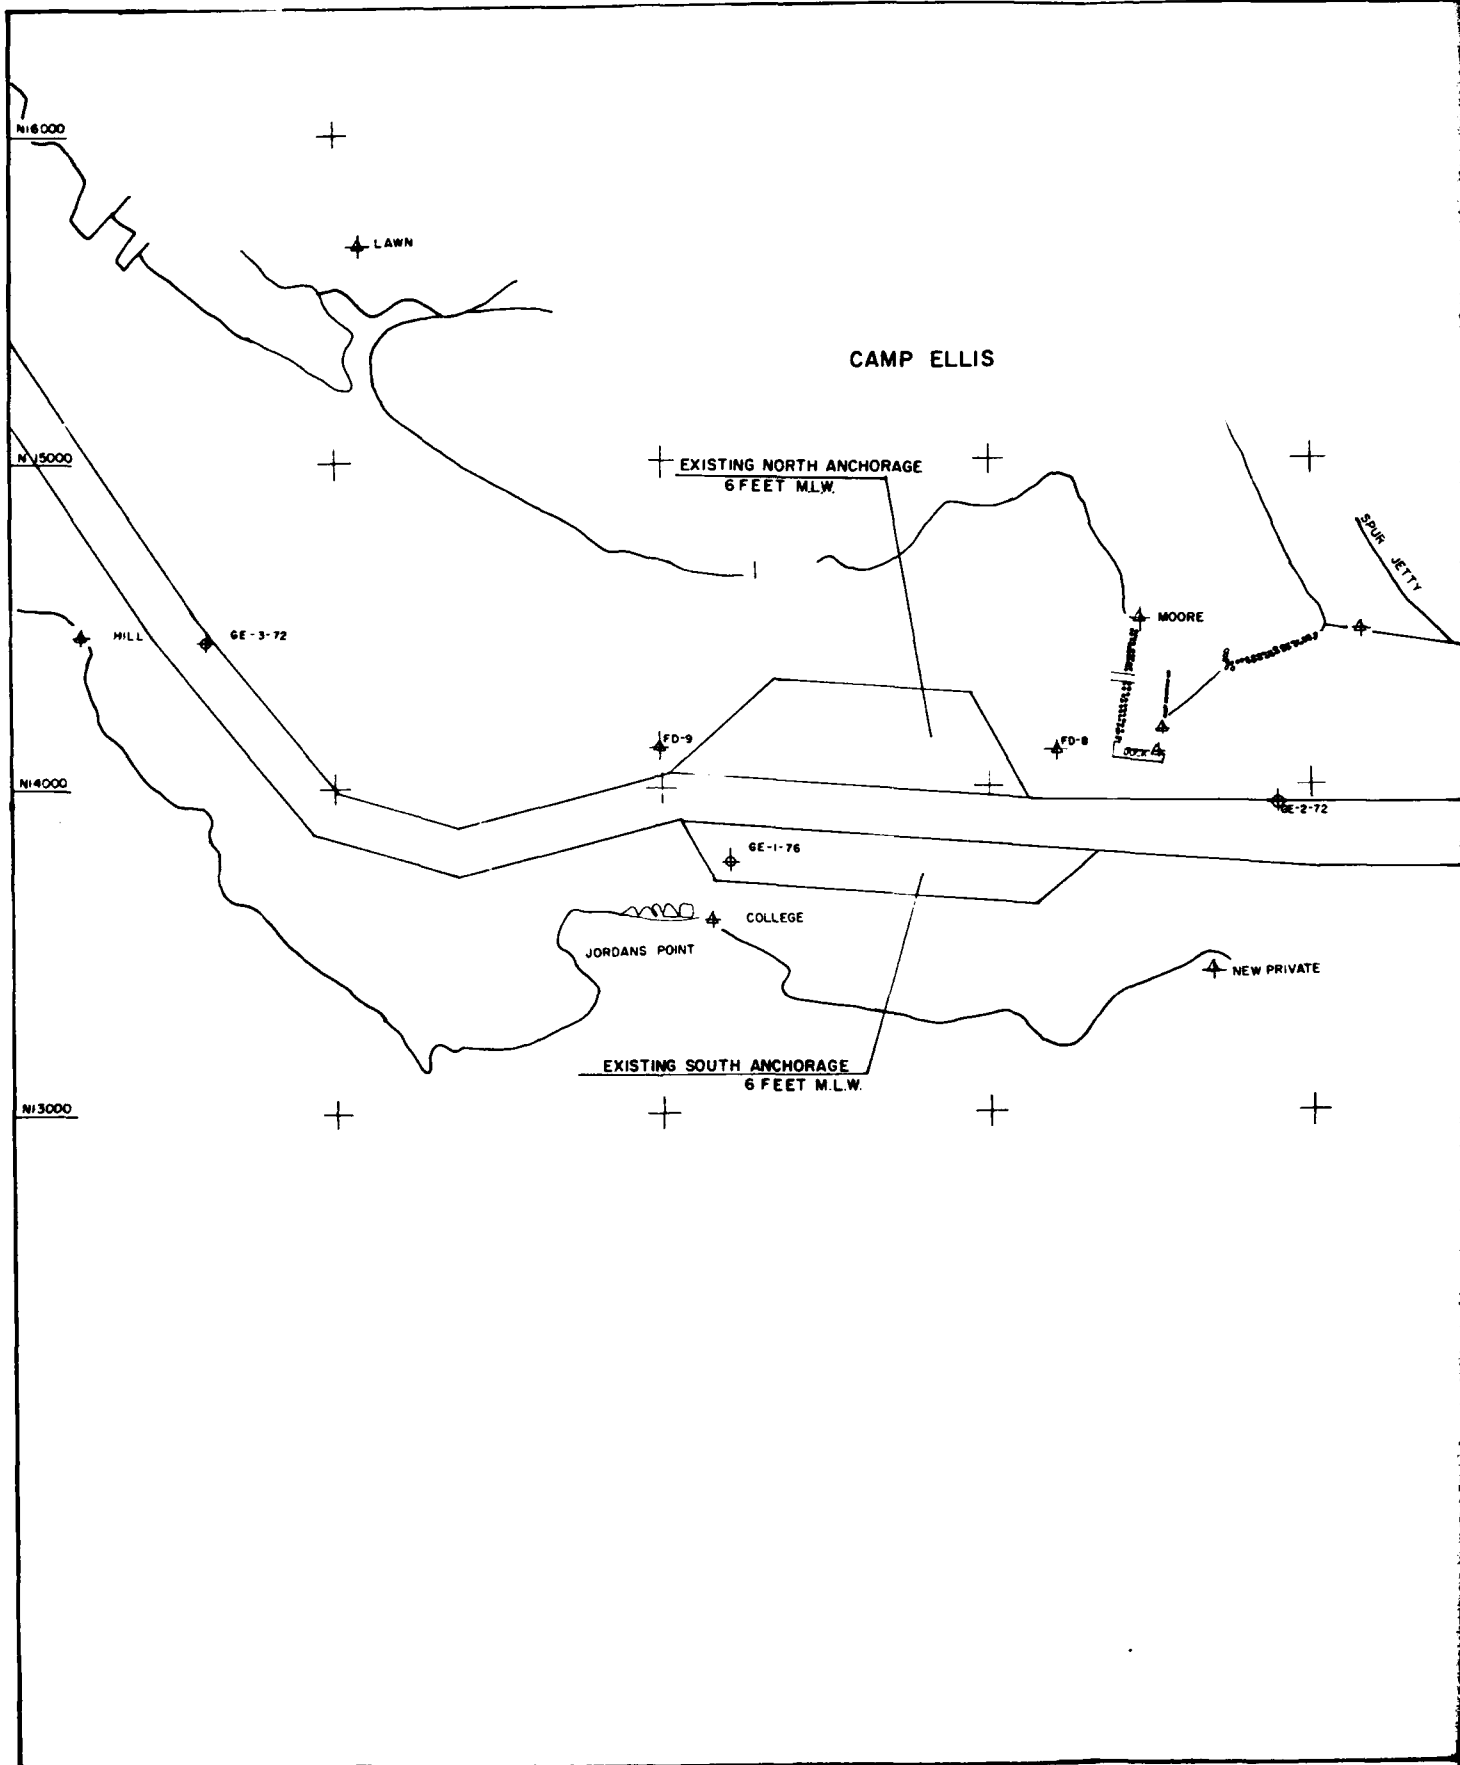 N16000
LAWN
CAMP ELLIS
N15000
EXISTING NORTH ANCHORAGE
6 FEET M.L.W.
SPUR JETTY
MOORE
HILL
GE-3-72
FD-9
FD-8
DOCK
N14000
GE-2-72
GE-1-76
COLLEGE
JORDANS POINT
NEW PRIVATE
EXISTING SOUTH ANCHORAGE
6 FEET M.L.W.
N13000